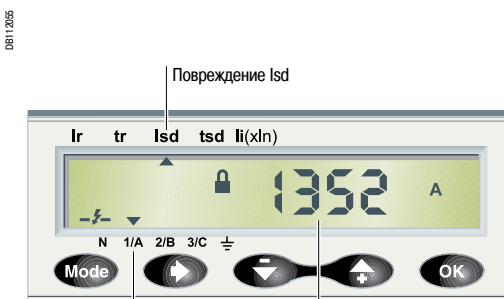 DB112055
Повреждение Isd
Ir tr Isd tsd Ii(xIn)
1352 A
N 1/A 2/B 3/C
Mode OK